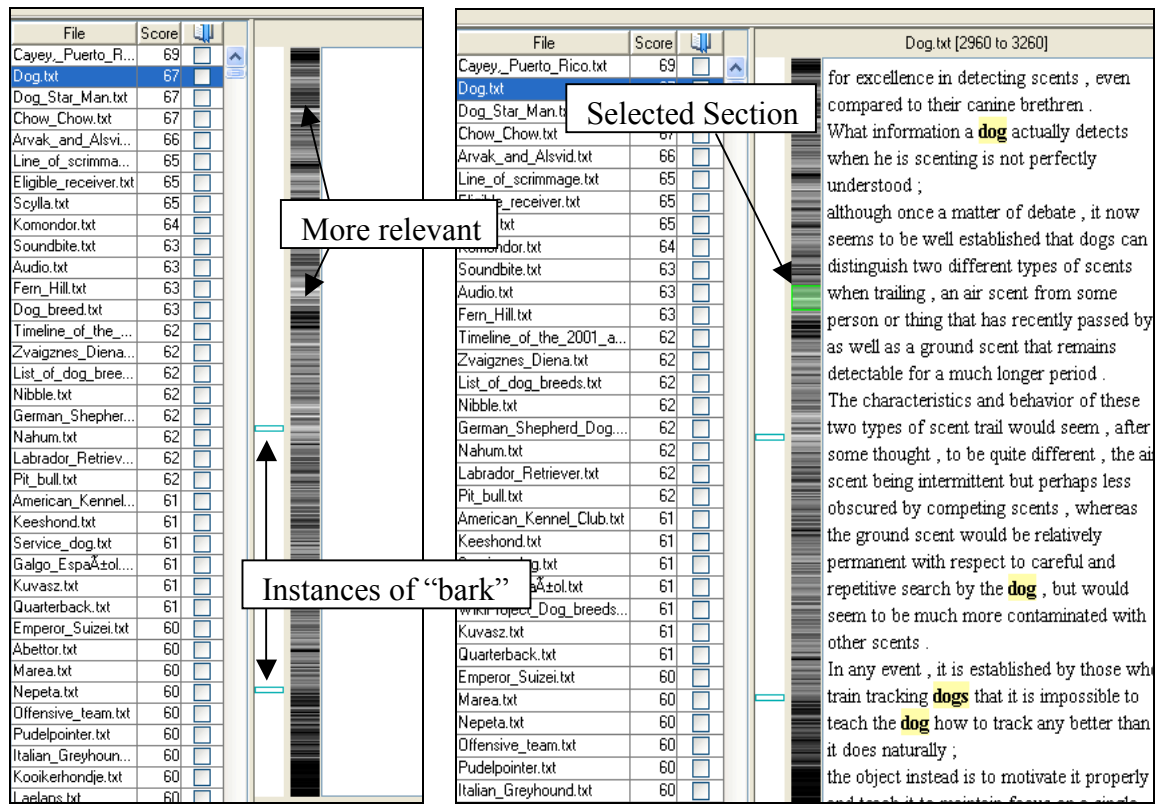 File Score
Cayey,_Puerto_R... 69
Dog.txt 67
Dog_Star_Man.txt 67
Chow_Chow.txt 67
Arvak_and_Alsvi... 66
Line_of_scrimma... 65
Eligible_receiver.txt 65
Scylla.txt 65
Komondor.txt 64
Soundbite.txt 63
Audio.txt 63
Fern_Hill.txt 63
Dog_breed.txt 63
Timeline_of_the_... 62
Zvaigznes_Diena... 62
List_of_dog_bree... 62
Nibble.txt 62
German_Shepher... 62
Nahum.txt 62
Labrador_Retriev... 62
Pit_bull.txt 62
American_Kennel... 61
Keeshond.txt 61
Service_dog.txt 61
Galgo_EspaÃ±ol.... 61
Kuvasz.txt 61
Quarterback.txt 61
Emperor_Suizei.txt 60
Abettor.txt 60
Marea.txt 60
Nepeta.txt 60
Offensive_team.txt 60
Pudelpointer.txt 60
Italian_Greyhoun... 60
Kooikerhondje.txt 60
Laelaps.txt 60
More relevant
Instances of “bark”
File Score
Cayey,_Puerto_Rico.txt 69
Dog.txt
Dog_Star_Man.t
Chow_Chow.txt 67
Arvak_and_Alsvid.txt 66
Line_of_scrimmage.txt 65
Eligible_receiver.txt 65
.txt 65
Komondor.txt 64
Soundbite.txt 63
Audio.txt 63
Fern_Hill.txt 63
Timeline_of_the_2001_a... 62
Zvaigznes_Diena.txt 62
List_of_dog_breeds.txt 62
Nibble.txt 62
German_Shepherd_Dog.... 62
Nahum.txt 62
Labrador_Retriever.txt 62
Pit_bull.txt 62
American_Kennel_Club.txt 61
Keeshond.txt 61
g.txt 61
aÃ±ol.txt 61
WikiProject_Dog_breeds... 61
Kuvasz.txt 61
Quarterback.txt 61
Emperor_Suizei.txt 60
Marea.txt 60
Nepeta.txt 60
Offensive_team.txt 60
Pudelpointer.txt 60
Italian_Greyhound.txt 60
Selected Section
Dog.txt [2960 to 3260]
for excellence in detecting scents , even
compared to their canine brethren .
What information a dog actually detects
when he is scenting is not perfectly
understood ;
although once a matter of debate , it now
seems to be well established that dogs can
distinguish two different types of scents
when trailing , an air scent from some
person or thing that has recently passed by
as well as a ground scent that remains
detectable for a much longer period .
The characteristics and behavior of these
two types of scent trail would seem , after
some thought , to be quite different , the air
scent being intermittent but perhaps less
obscured by competing scents , whereas
the ground scent would be relatively
permanent with respect to careful and
repetitive search by the dog , but would
seem to be much more contaminated with
other scents .
In any event , it is established by those who
train tracking dogs that it is impossible to
teach the dog how to track any better than
it does naturally ;
the object instead is to motivate it properly